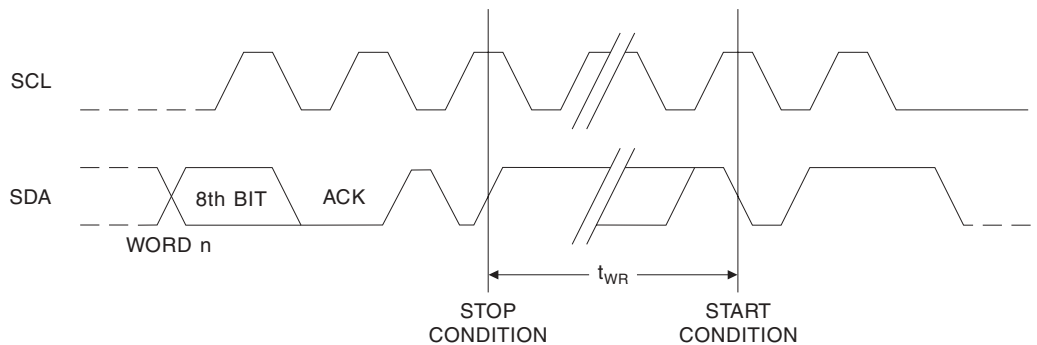 SCL
SDA
8th BIT
ACK
WORD n
tWR
STOP
CONDITION
START
CONDITION